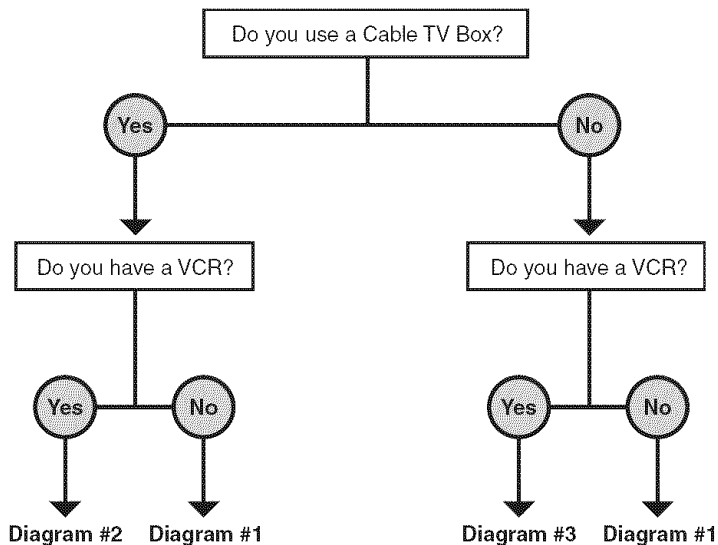 Do you use a Cable TV Box?
Yes
No
Do you have a VCR?
Do you have a VCR?
Yes
No
Yes
No
Diagram #2
Diagram #1
Diagram #3
Diagram #1